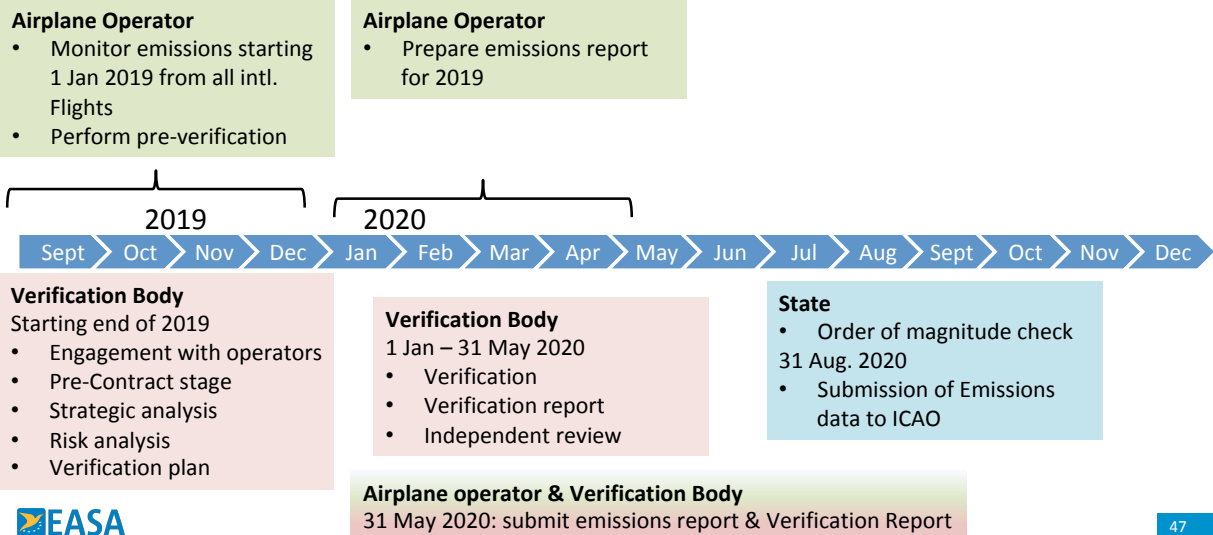 Airplane Operator
• Monitor emissions starting
1 Jan 2019 from all intl.
Flights
• Perform pre-verification
Airplane Operator
• Prepare emissions report
for 2019
2019
2020
Sept Oct Nov Dec Jan Feb Mar Apr May Jun Jul Aug Sept Oct Nov Dec
Verification Body
Starting end of 2019
• Engagement with operators
• Pre-Contract stage
• Strategic analysis
• Risk analysis
• Verification plan
Verification Body
1 Jan – 31 May 2020
• Verification
• Verification report
• Independent review
State
• Order of magnitude check
31 Aug. 2020
• Submission of Emissions
data to ICAO
Airplane operator & Verification Body
31 May 2020: submit emissions report & Verification Report
EASA
47